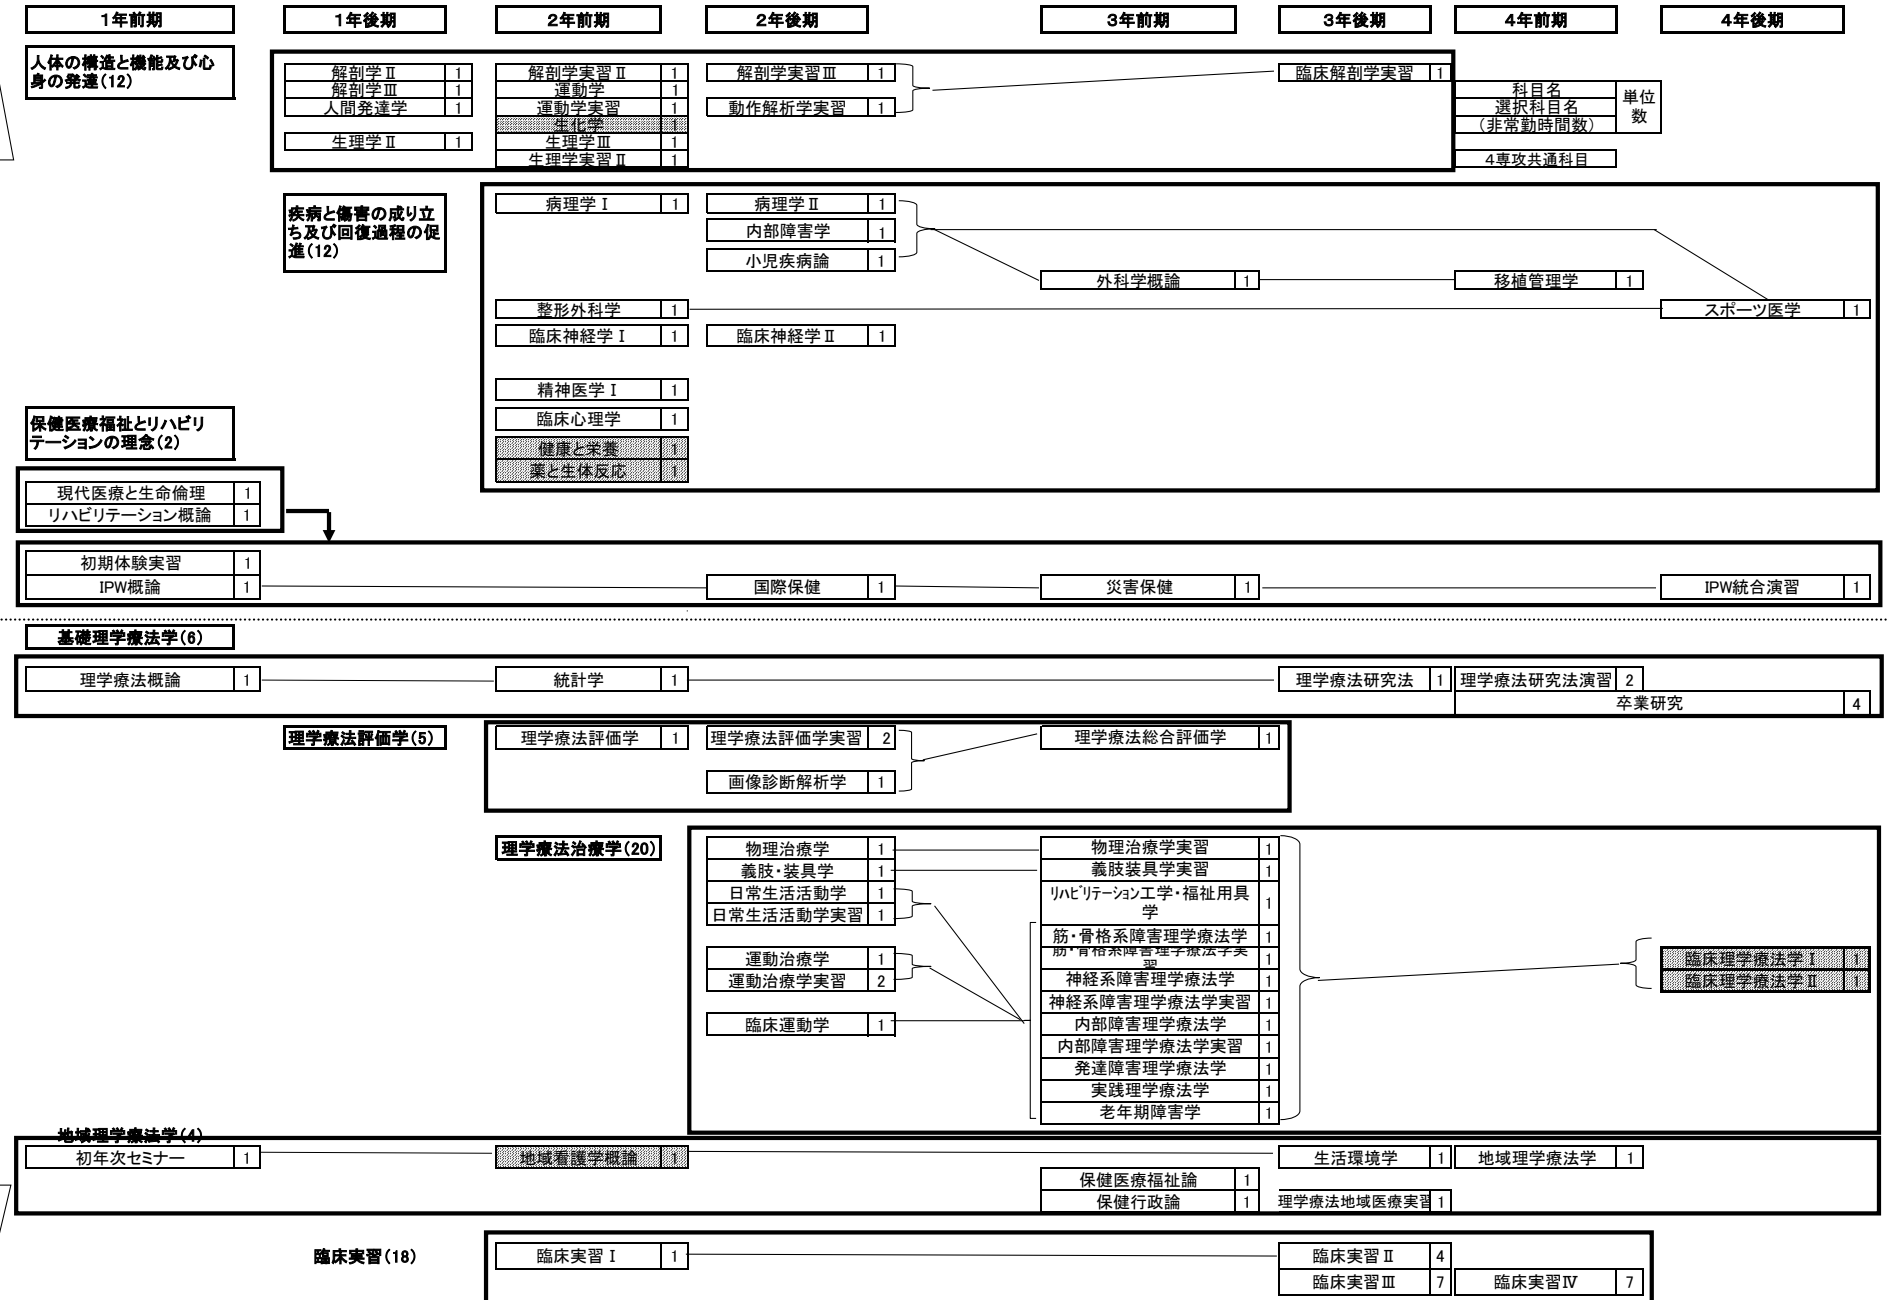 1年前期 1年後期 2年前期 2年後期 3年前期 3年後期 4年前期 4年後期
人体の構造と機能及び心
身の発達(12)
解剖学Ⅱ 1 解剖学実習Ⅱ 1 解剖学実習Ⅲ 1 臨床解剖学実習 1
解剖学Ⅲ 1 運動学 1 科目名
人間発達学 1 運動学実習 1 動作解析学実習 1 選択科目名 単位
数
生化学 1 (非常勤時間数)
生理学Ⅱ 1 生理学Ⅲ 1
生理学実習Ⅱ 1 4専攻共通科目
疾病と傷害の成り立
ち及び回復過程の促
進(12)
病理学Ⅰ 1 病理学Ⅱ 1
内部障害学 1
小児疾病論 1
外科学概論 1 移植管理学 1
整形外科学 1 スポーツ医学 1
臨床神経学Ⅰ 1 臨床神経学Ⅱ 1
精神医学Ⅰ 1
臨床心理学 1
健康と栄養 1
薬と生体反応 1
保健医療福祉とリハビリ
テーションの理念(2)
現代医療と生命倫理 1
リハビリテーション概論 1
初期体験実習 1
IPW概論 1 国際保健 1 災害保健 1 IPW統合演習 1
基礎理学療法学(6)
理学療法概論 1 統計学 1 理学療法研究法 1 理学療法研究法演習 2
卒業研究 4
理学療法評価学(5) 理学療法評価学 1 理学療法評価学実習 2 理学療法総合評価学 1
画像診断解析学 1
理学療法治療学(20) 物理治療学 1 物理治療学実習 1
義肢・装具学 1 義肢装具学実習 1
日常生活活動学 1 ﾘﾊﾋﾞﾘﾃｰｼｮﾝ工学・福祉用具
学 1
日常生活活動学実習 1
筋・骨格系障害理学療法学 1
運動治療学 1 筋・骨格系障害理学療法学実
習 1
運動治療学実習 2 神経系障害理学療法学 1
神経系障害理学療法学実習 1
臨床運動学 1 内部障害理学療法学 1
内部障害理学療法学実習 1
発達障害理学療法学 1
実践理学療法学 1
老年期障害学 1
臨床理学療法学Ⅰ 1
臨床理学療法学Ⅱ 1
地域理学療法学(4)
初年次セミナー 1 地域看護学概論 1 生活環境学 1 地域理学療法学 1
保健医療福祉論 1
保健行政論 1 理学療法地域医療実習 1
臨床実習(18) 臨床実習Ⅰ 1 臨床実習Ⅱ 4
臨床実習Ⅲ 7 臨床実習Ⅳ 7